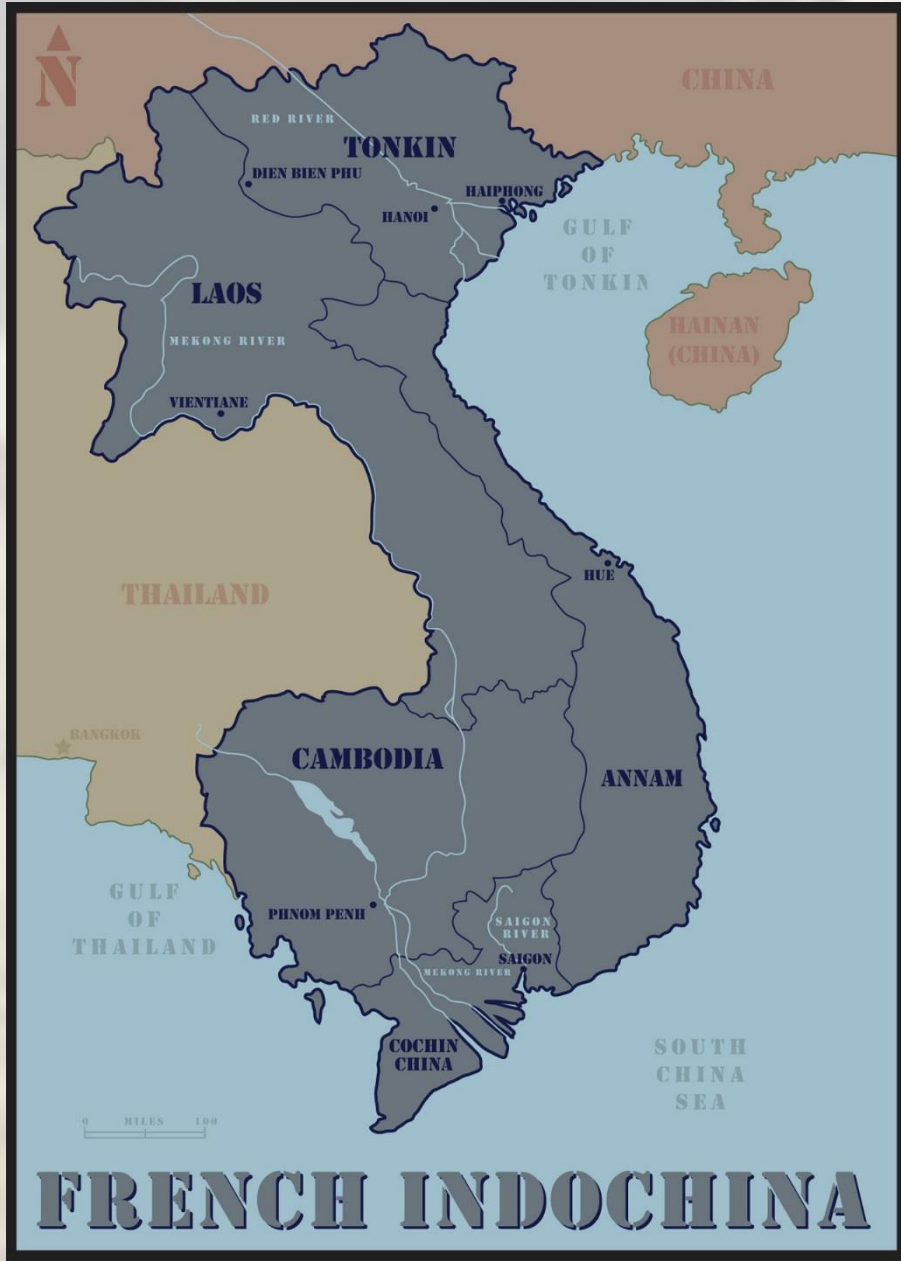 N
CHINA
RED RIVER
TONKIN
DIEN BIEN PHU
HAIPHONG
HANOI
GULF
OF
TONKIN
LAOS
HAINAN
(CHINA)
MEKONG RIVER
VIENTIANE
HUE
THAILAND
BANGKOK
CAMBODIA
ANNAM
GULF
OF
THAILAND
PHNOM PENH
SAIGON
RIVER
SAIGON
MEKONG RIVER
COCHIN
CHINA
SOUTH
CHINA
SEA
0 MILES 100
FRENCH INDOCHINA